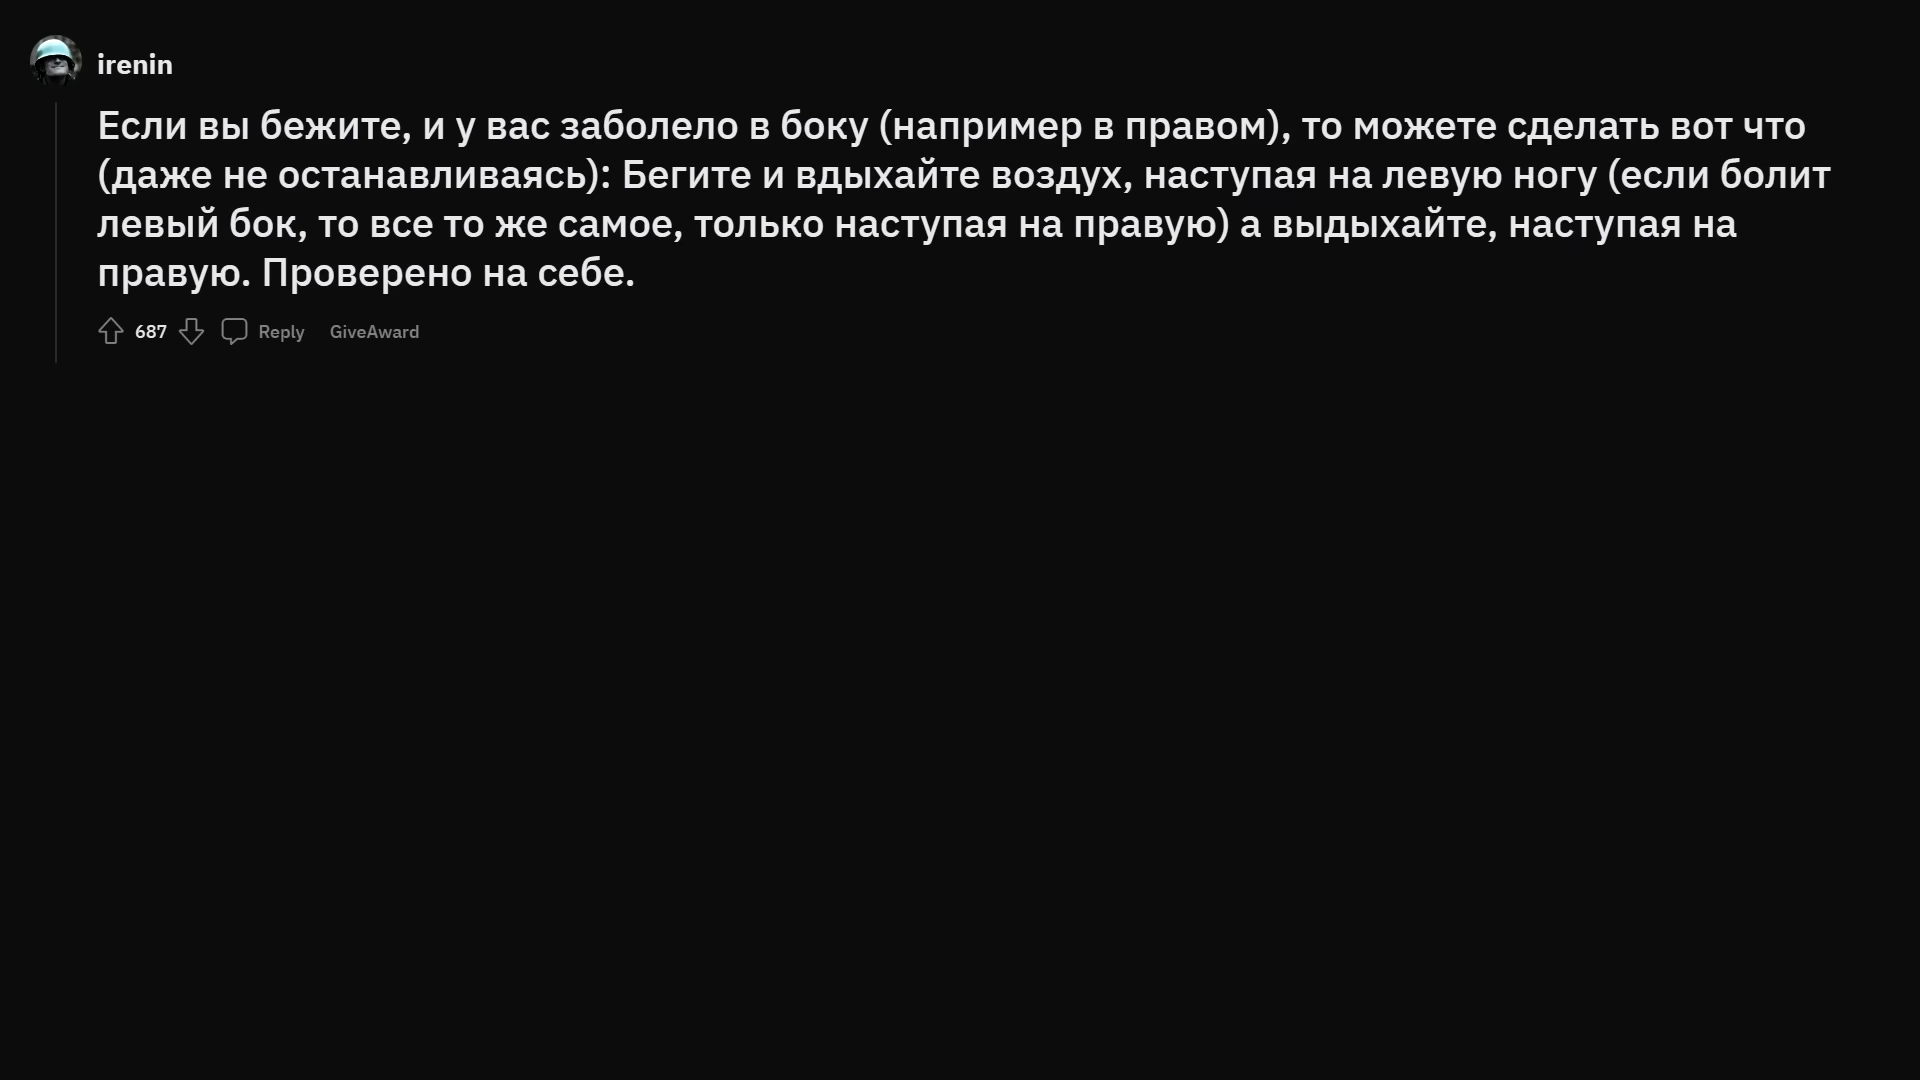 irenin
Если вы бежите, и у вас заболело в боку (например в правом), то можете сделать вот что
(даже не останавливаясь): Бегите и вдыхайте воздух, наступая на левую ногу (если болит
левый бок, то все то же самое, только наступая на правую) а выдыхайте, наступая на
правую. Проверено на себе.
687 Reply GiveAward